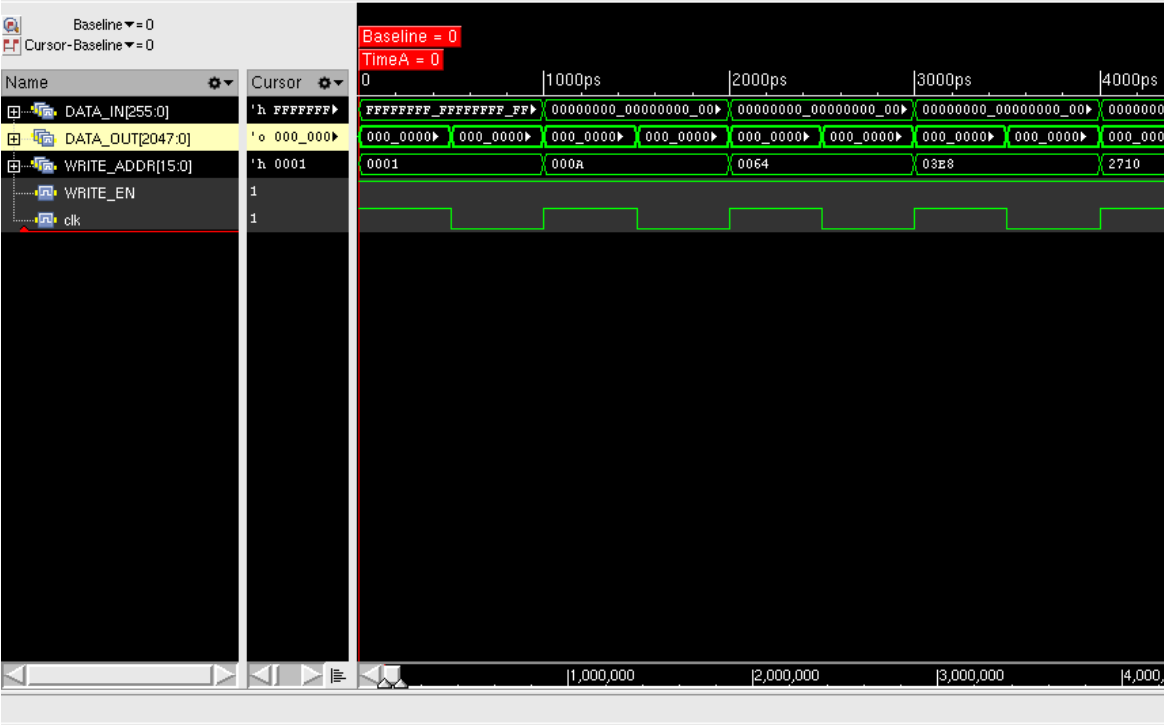 Baseline▾= 0
Cursor-Baseline▾= 0
Baseline = 0
TimeA = 0
Name Cursor 0 1000ps 2000ps 3000ps 4000ps
DATA_IN[255:0] 'h FFFFFFF FFFFFFFF_FFFFFFFF_FF 00000000_00000000_00 00000000_00000000_00 00000000_00000000_00 0000000
DATA_OUT[2047:0] 'o 000_000 000_0000 000_0000 000_0000 000_0000 000_0000 000_0000 000_0000 000_0000 000_000
WRITE_ADDR[15:0] 'h 0001 0001 000A 0064 03E8 2710
WRITE_EN 1
clk 1
1,000,000 2,000,000 3,000,000 4,000,